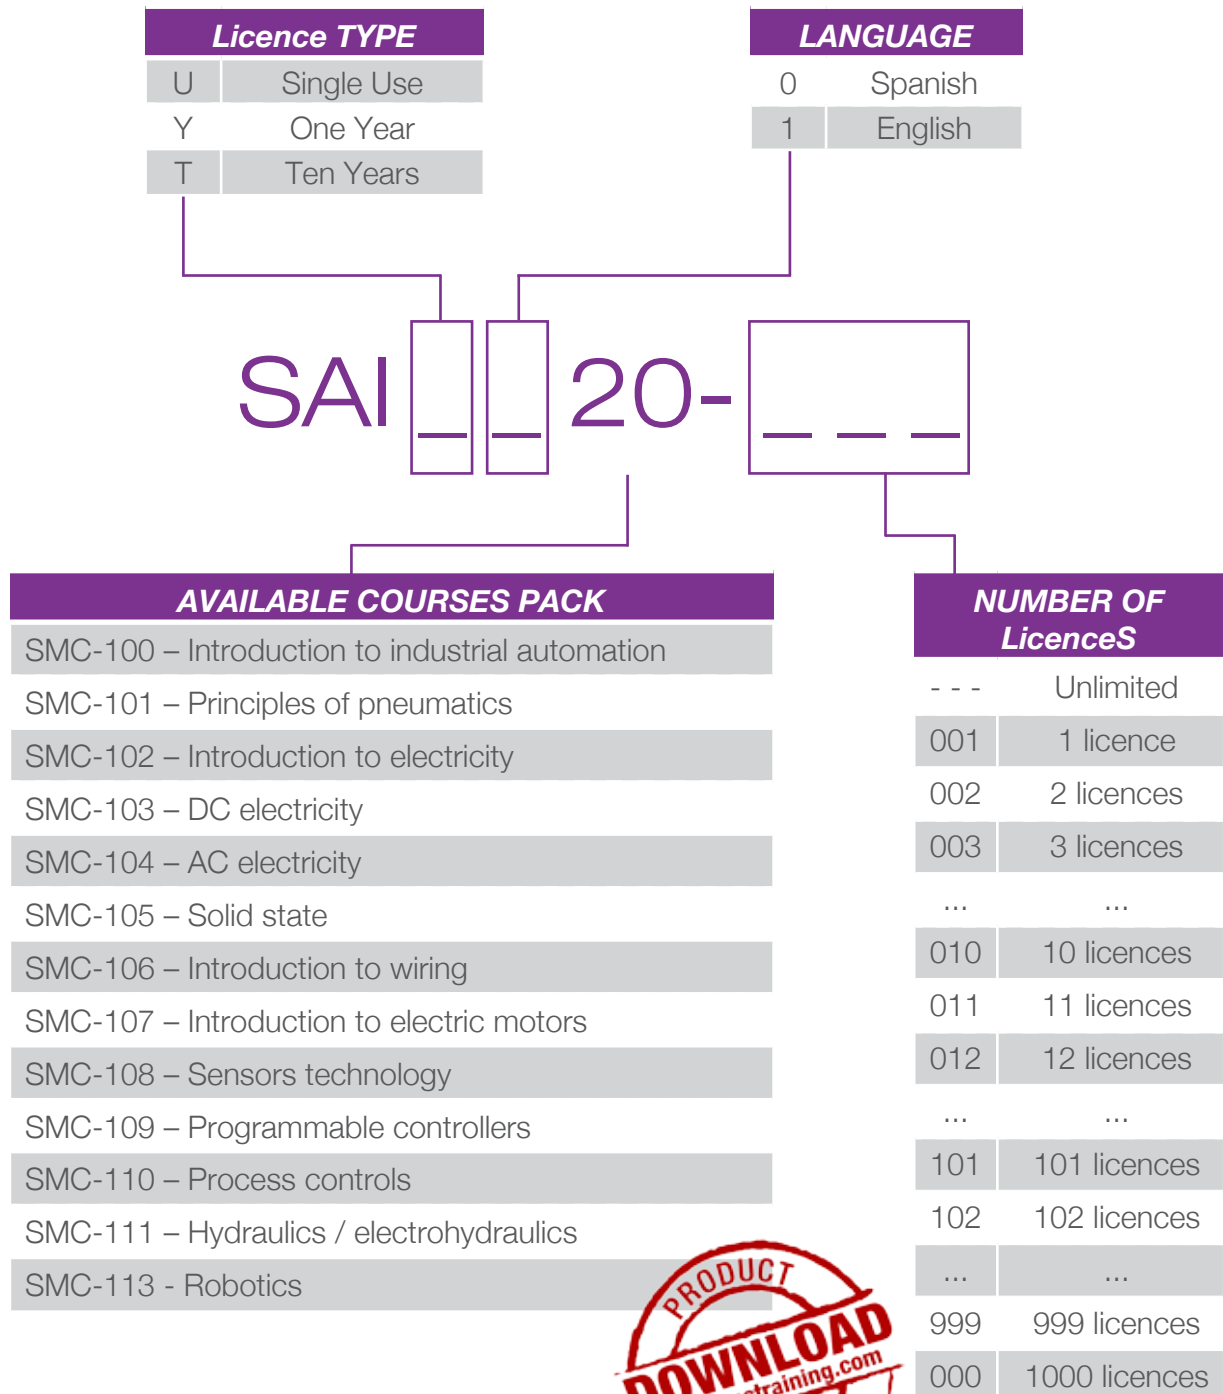 Licence TYPE
U Single Use
Y One Year
T Ten Years
LANGUAGE
0 Spanish
1 English
SAI _ _ 20- _ _ _
AVAILABLE COURSES PACK
SMC-100 – Introduction to industrial automation
SMC-101 – Principles of pneumatics
SMC-102 – Introduction to electricity
SMC-103 – DC electricity
SMC-104 – AC electricity
SMC-105 – Solid state
SMC-106 – Introduction to wiring
SMC-107 – Introduction to electric motors
SMC-108 – Sensors technology
SMC-109 – Programmable controllers
SMC-110 – Process controls
SMC-111 – Hydraulics / electrohydraulics
SMC-113 - Robotics
NUMBER OF
LicenceS
- - - Unlimited
001 1 licence
002 2 licences
003 3 licences
... ...
010 10 licences
011 11 licences
012 12 licences
... ...
101 101 licences
102 102 licences
... ...
999 999 licences
000 1000 licences
PRODUCT
DOWNLOAD